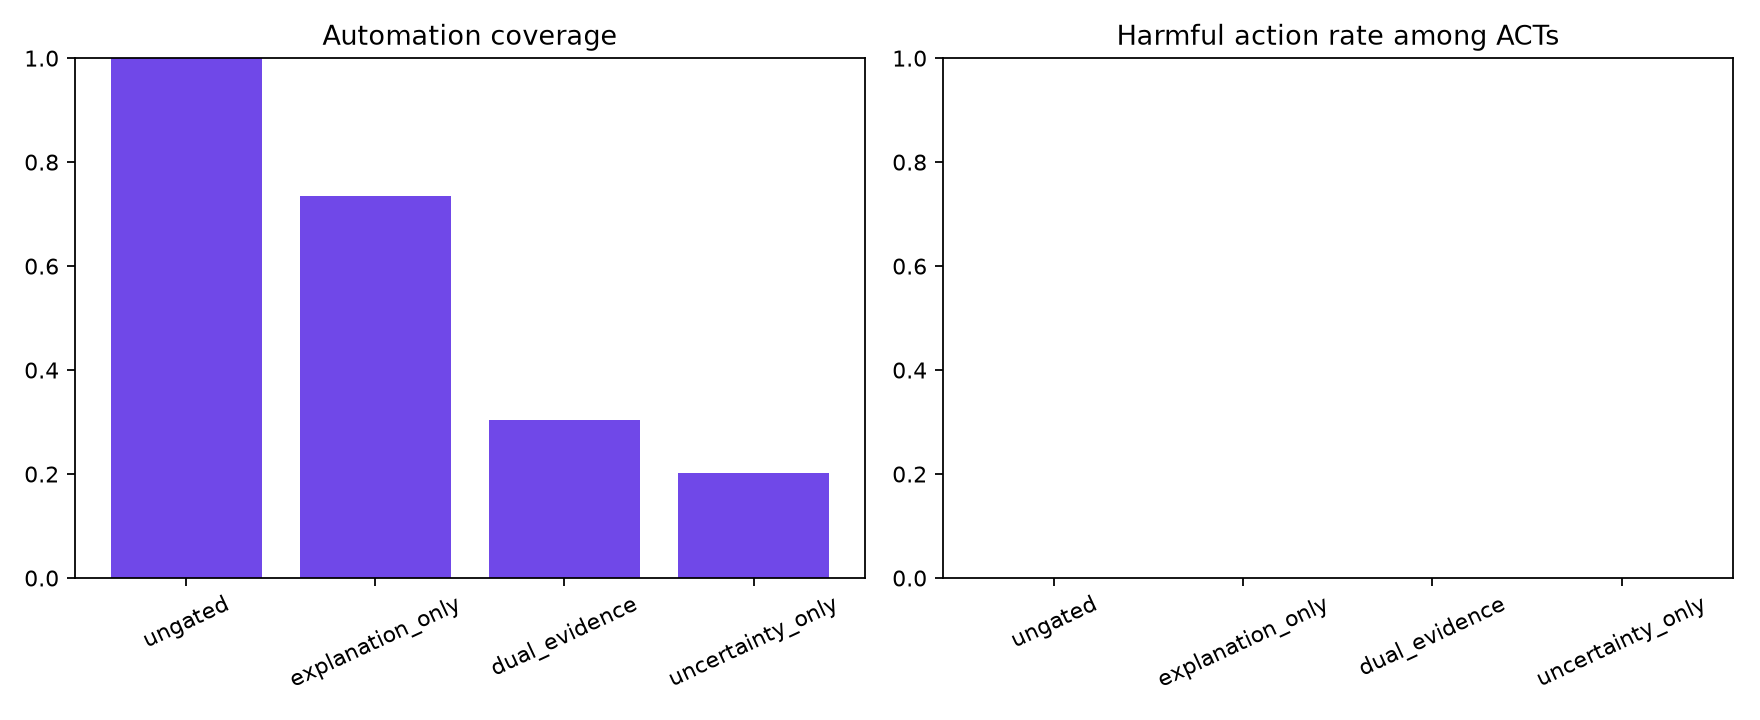 Automation coverage
1.0
0.8
0.6
0.4
0.2
0.0
ungated
explanation_only
dual_evidence
uncertainty_only
Harmful action rate among ACTs
1.0
0.8
0.6
0.4
0.2
0.0
ungated
explanation_only
dual_evidence
uncertainty_only